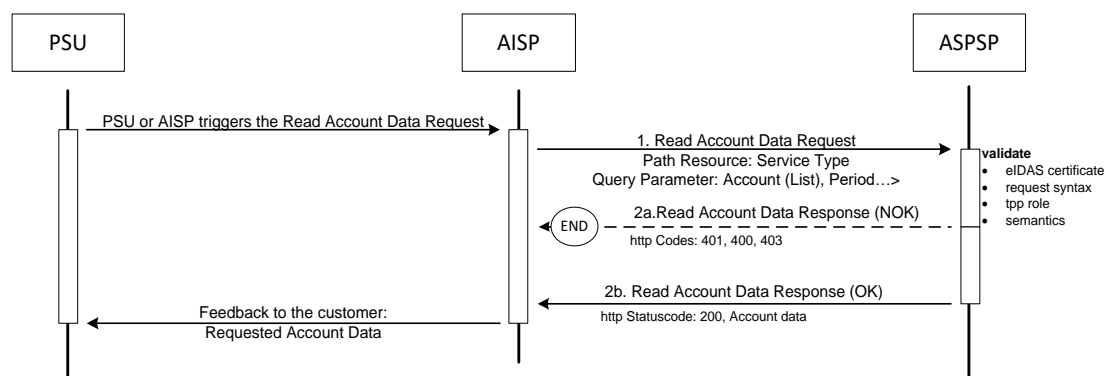 PSU
AISP
ASPSP
PSU or AISP triggers the Read Account Data Request
1. Read Account Data Request
Path Resource: Service Type
Query Parameter: Account (List), Period…>
validate
• eIDAS certificate
• request syntax
• tpp role
• semantics
END
2a.Read Account Data Response (NOK)
http Codes: 401, 400, 403
2b. Read Account Data Response (OK)
http Statuscode: 200, Account data
Feedback to the customer:
Requested Account Data